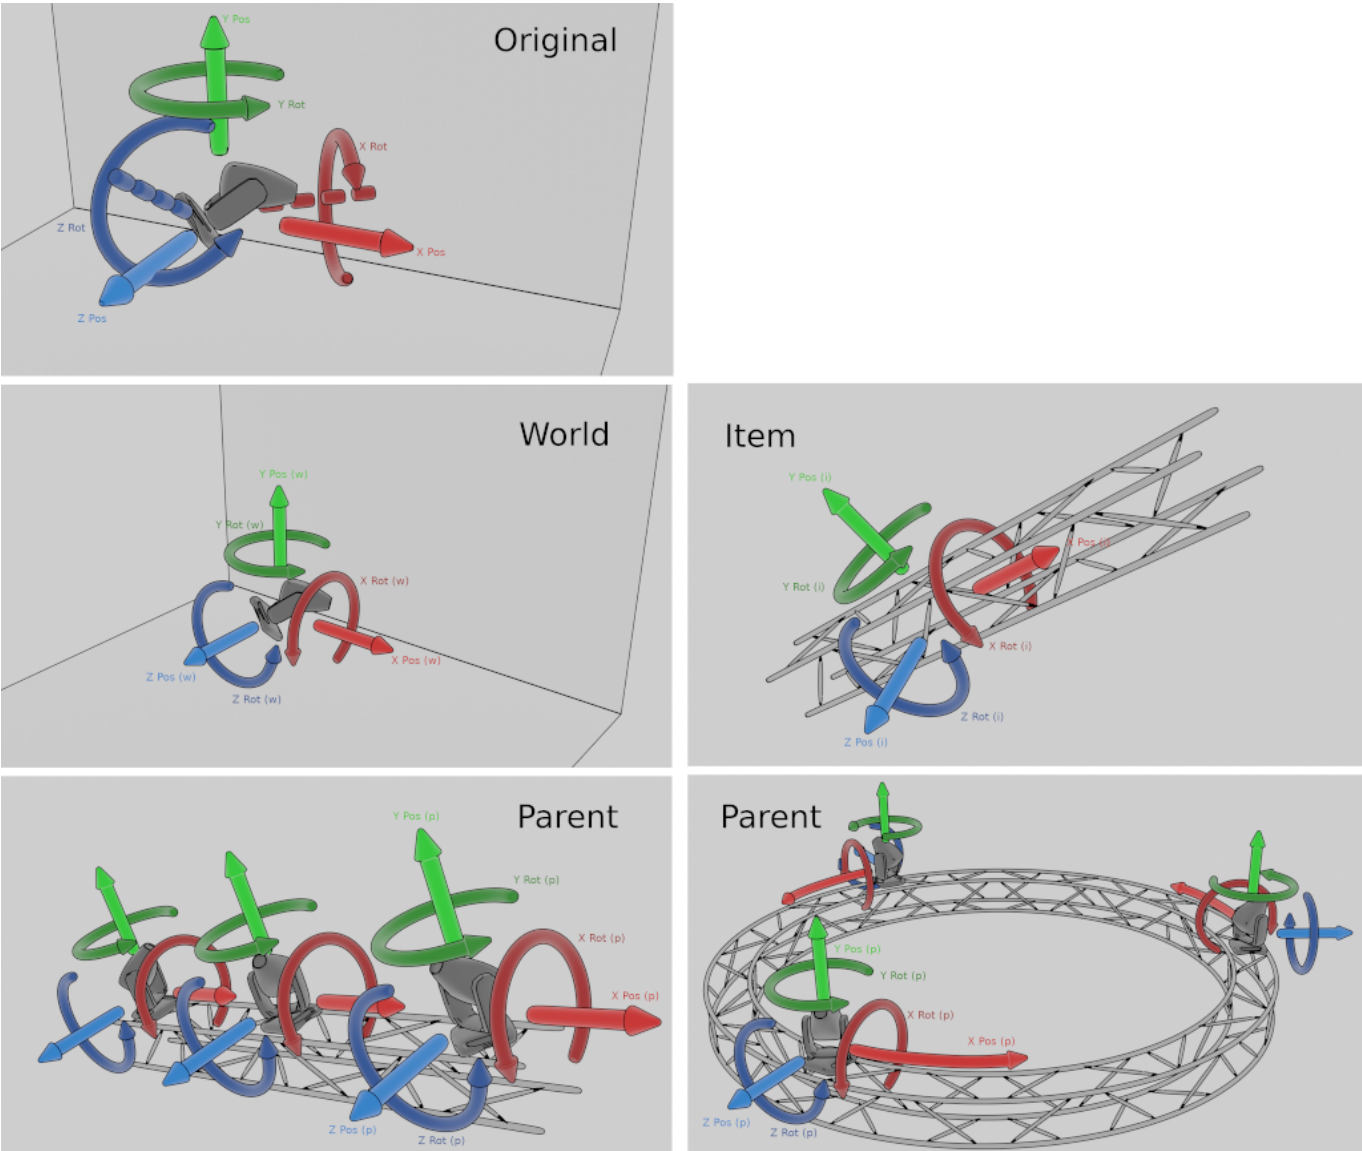 Original
Y Pos
Y Rot
X Rot
Z Rot
X Pos
Z Pos
World
Y Pos (w)
Y Rot (w)
X Rot (w)
X Pos (w)
Z Pos (w)
Z Rot (w)
Item
Y Pos (i)
X Pos (i)
Y Rot (i)
X Rot (i)
Z Rot (i)
Z Pos (i)
Parent
Y Pos (p)
Y Rot (p)
X Rot (p)
X Pos (p)
Z Pos (p)
Z Rot (p)
Parent
Y Pos (p)
Y Rot (p)
X Rot (p)
X Pos (p)
Z Pos (p)
Z Rot (p)